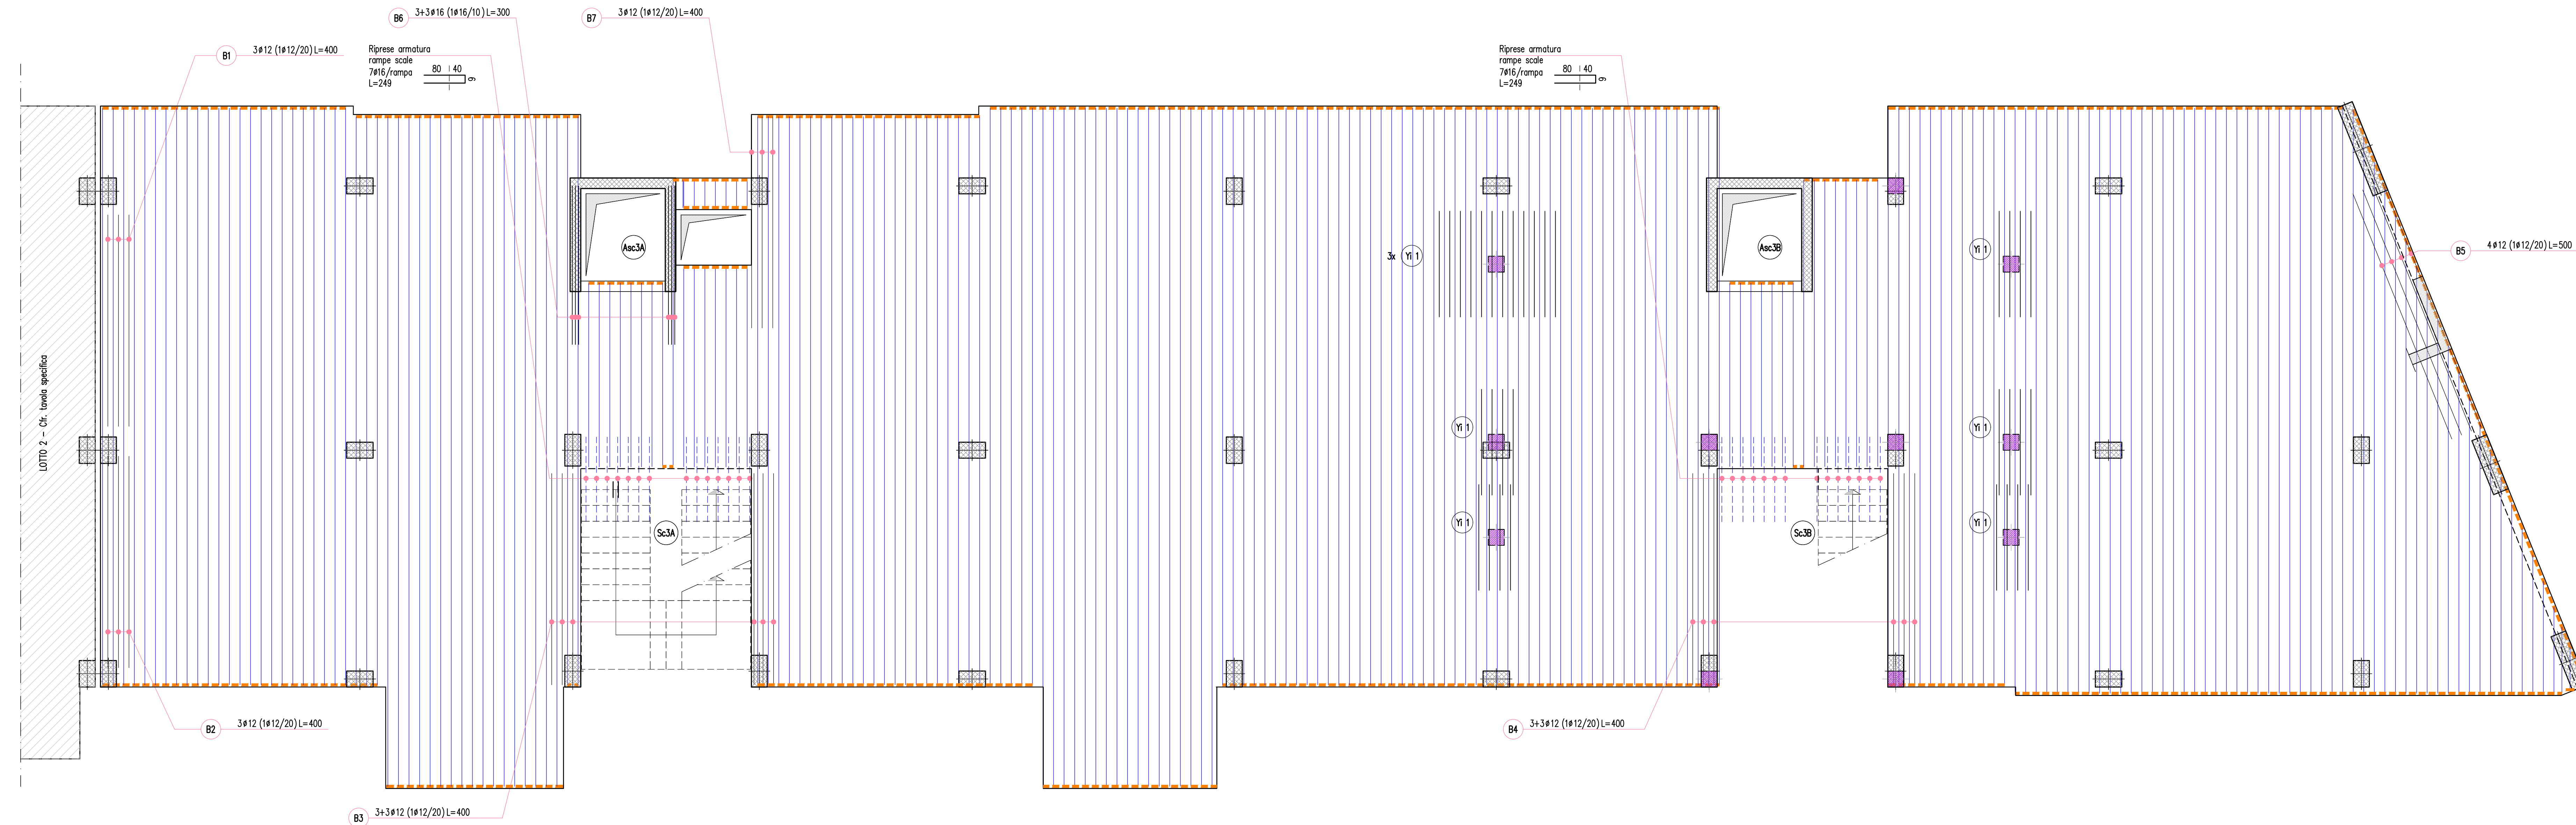 B6 3+3ø16 (1ø16/10) L=300
B7 3ø12 (1ø12/20) L=400
B1 3ø12 (1ø12/20) L=400
Riprese armatura
rampe scale
7ø16/rampa
L=249
80 40
9
Riprese armatura
rampe scale
7ø16/rampa
L=249
80 40
9
Asc3A
3x Yi 1
Asc3B
Yi 1
B5 4ø12 (1ø12/20) L=500
LOTTO 2 - Cfr. tavola specifica
Yi 1
Yi 1
Sc3A
Yi 1
Sc3B
Yi 1
B2 3ø12 (1ø12/20) L=400
B4 3+3ø12 (1ø12/20) L=400
B3 3+3ø12 (1ø12/20) L=400